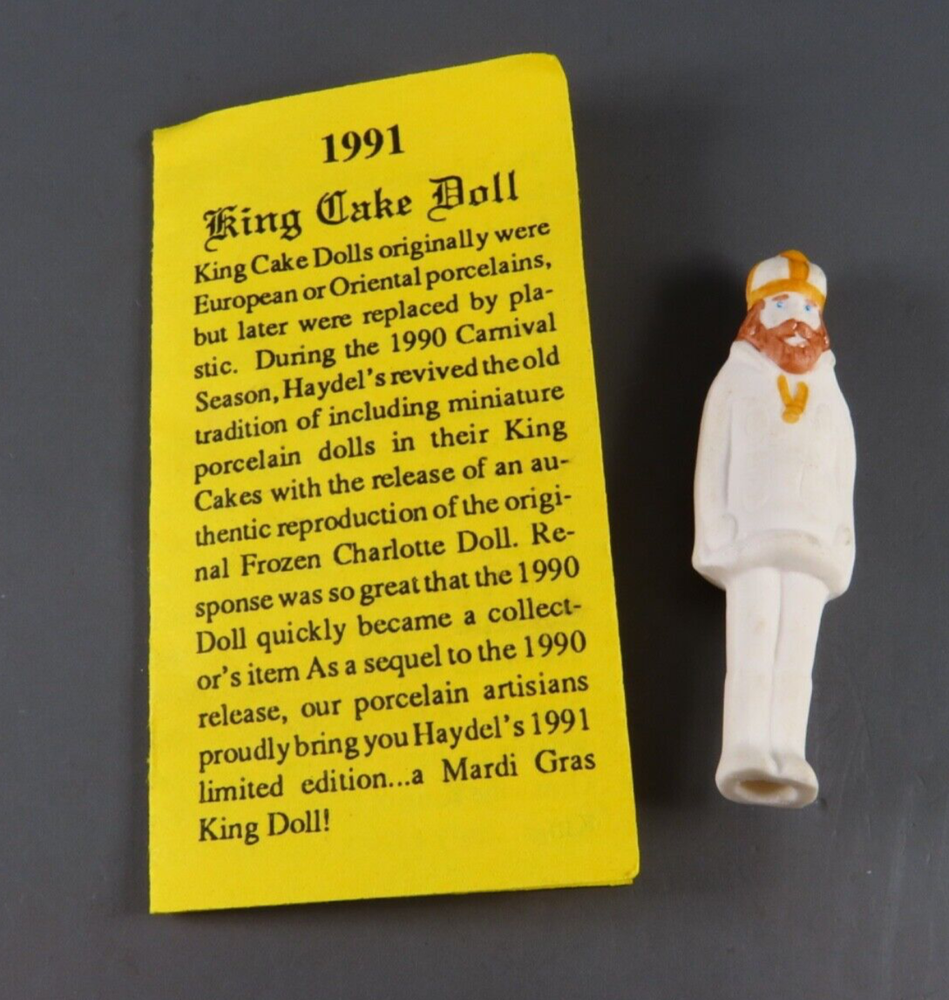 1991
King Cake Doll
King Cake Dolls originally were
European or Oriental porcelains,
but later were replaced by pla-
stic. During the 1990 Carnival
Season, Haydel's revived the old
tradition of including miniature
porcelain dolls in their King
Cakes with the release of an au-
thentic reproduction of the origi-
nal Frozen Charlotte Doll. Re-
sponse was so great that the 1990
Doll quickly became a collect-
or's item As a sequel to the 1990
release, our porcelain artisians
proudly bring you Haydel's 1991
limited edition...a Mardi Gras
King Doll!